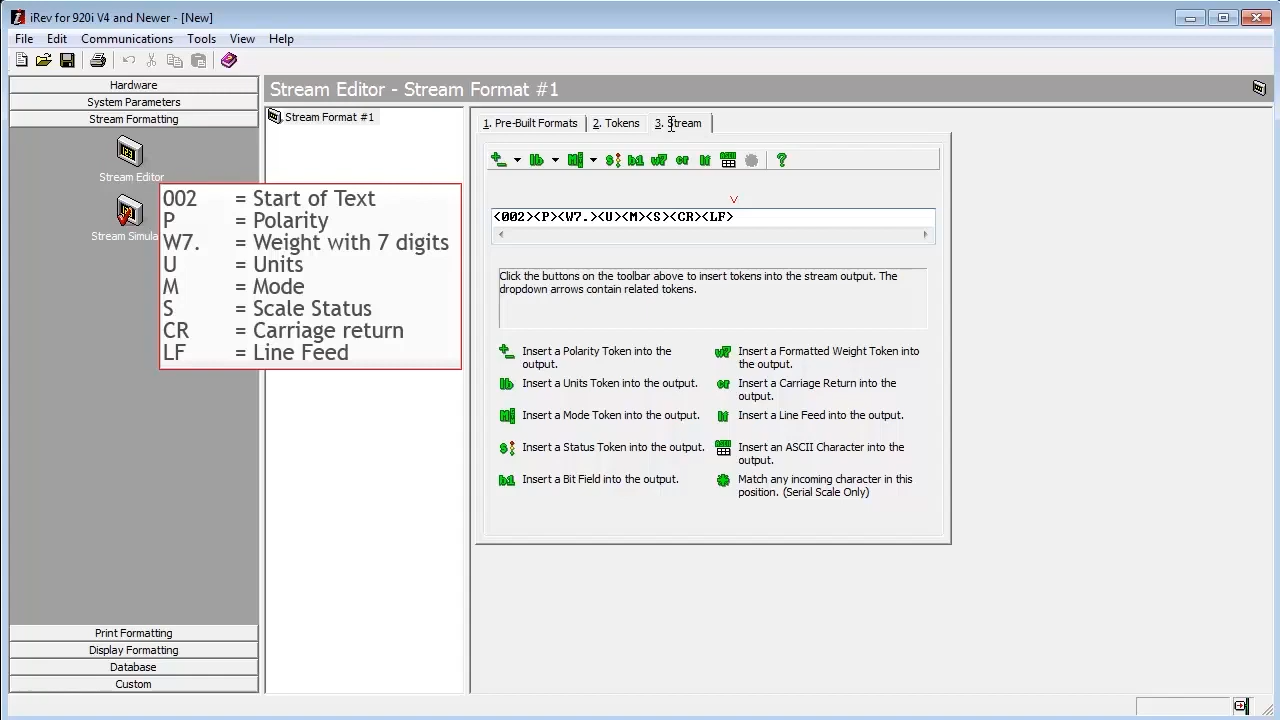 iRev for 920i V4 and Newer - [New]
File Edit Communications Tools View Help
Hardware
System Parameters
Stream Formatting
Stream Editor
Print Formatting
Display Formatting
Database
Custom
002 = Start of Text
P = Polarity
W7. = Weight with 7 digits
U = Units
M = Mode
S = Scale Status
CR = Carriage return
LF = Line Feed
Stream Editor - Stream Format #1
Stream Format #1
1. Pre-Built Formats 2. Tokens 3. Stream
v
<002><P><W7.><U><M><S><CR><LF>
Click the buttons on the toolbar above to insert tokens into the stream output. The
dropdown arrows contain related tokens.
Insert a Polarity Token into the
output.
Insert a Units Token into the output.
Insert a Mode Token into the output.
Insert a Status Token into the output.
Insert a Bit Field into the output.
Insert a Formatted Weight Token into
the output.
Insert a Carriage Return into the
output.
Insert a Line Feed into the output.
Insert an ASCII Character into the
output.
Match any incoming character in this
position. (Serial Scale Only)